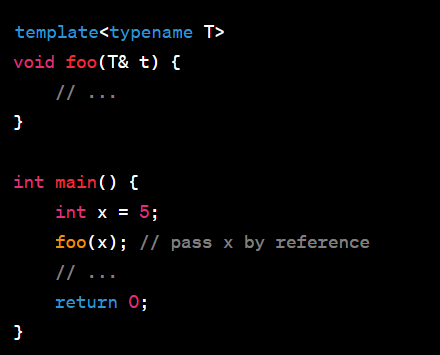 template<typename T>
void foo(T& t) {
    // ...
}

int main() {
    int x = 5;
    foo(x); // pass x by reference
    // ...
    return 0;
}